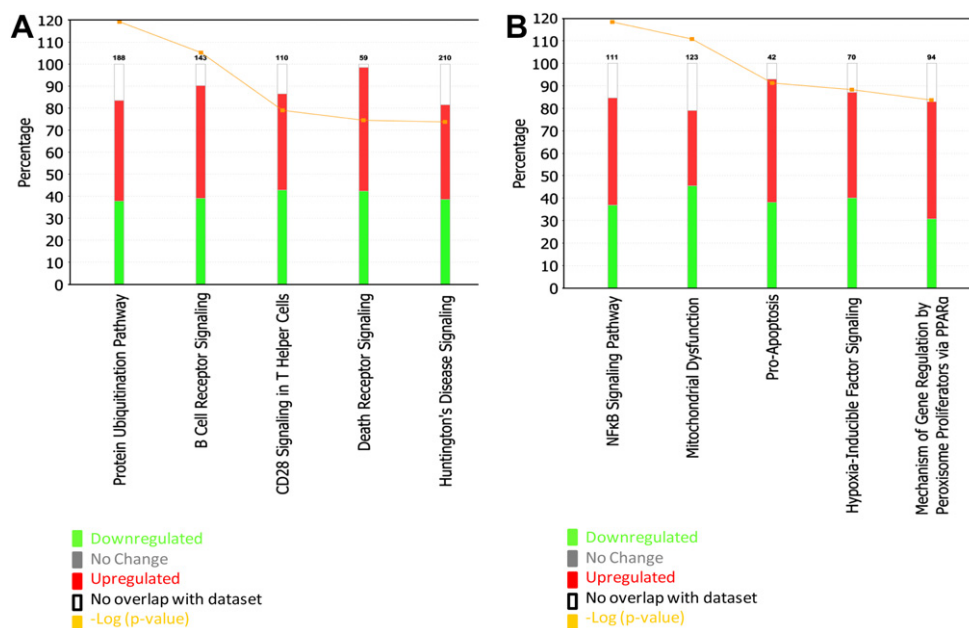 A
120
110
100
90
80
70
60
50
40
30
20
10
0
Percentage
188
143
110
59
210
Protein Ubiquitination Pathway
B Cell Receptor Signaling
CD28 Signaling in T Helper Cells
Death Receptor Signaling
Huntington's Disease Signaling
Downregulated
No Change
Upregulated
No overlap with dataset
-Log (p-value)
B
120
110
100
90
80
70
60
50
40
30
20
10
0
Percentage
111
123
42
70
94
NFκB Signaling Pathway
Mitochondrial Dysfunction
Pro-Apoptosis
Hypoxia-Inducible Factor Signaling
Mechanism of Gene Regulation by
Peroxisome Proliferators via PPARα
Downregulated
No Change
Upregulated
No overlap with dataset
-Log (p-value)